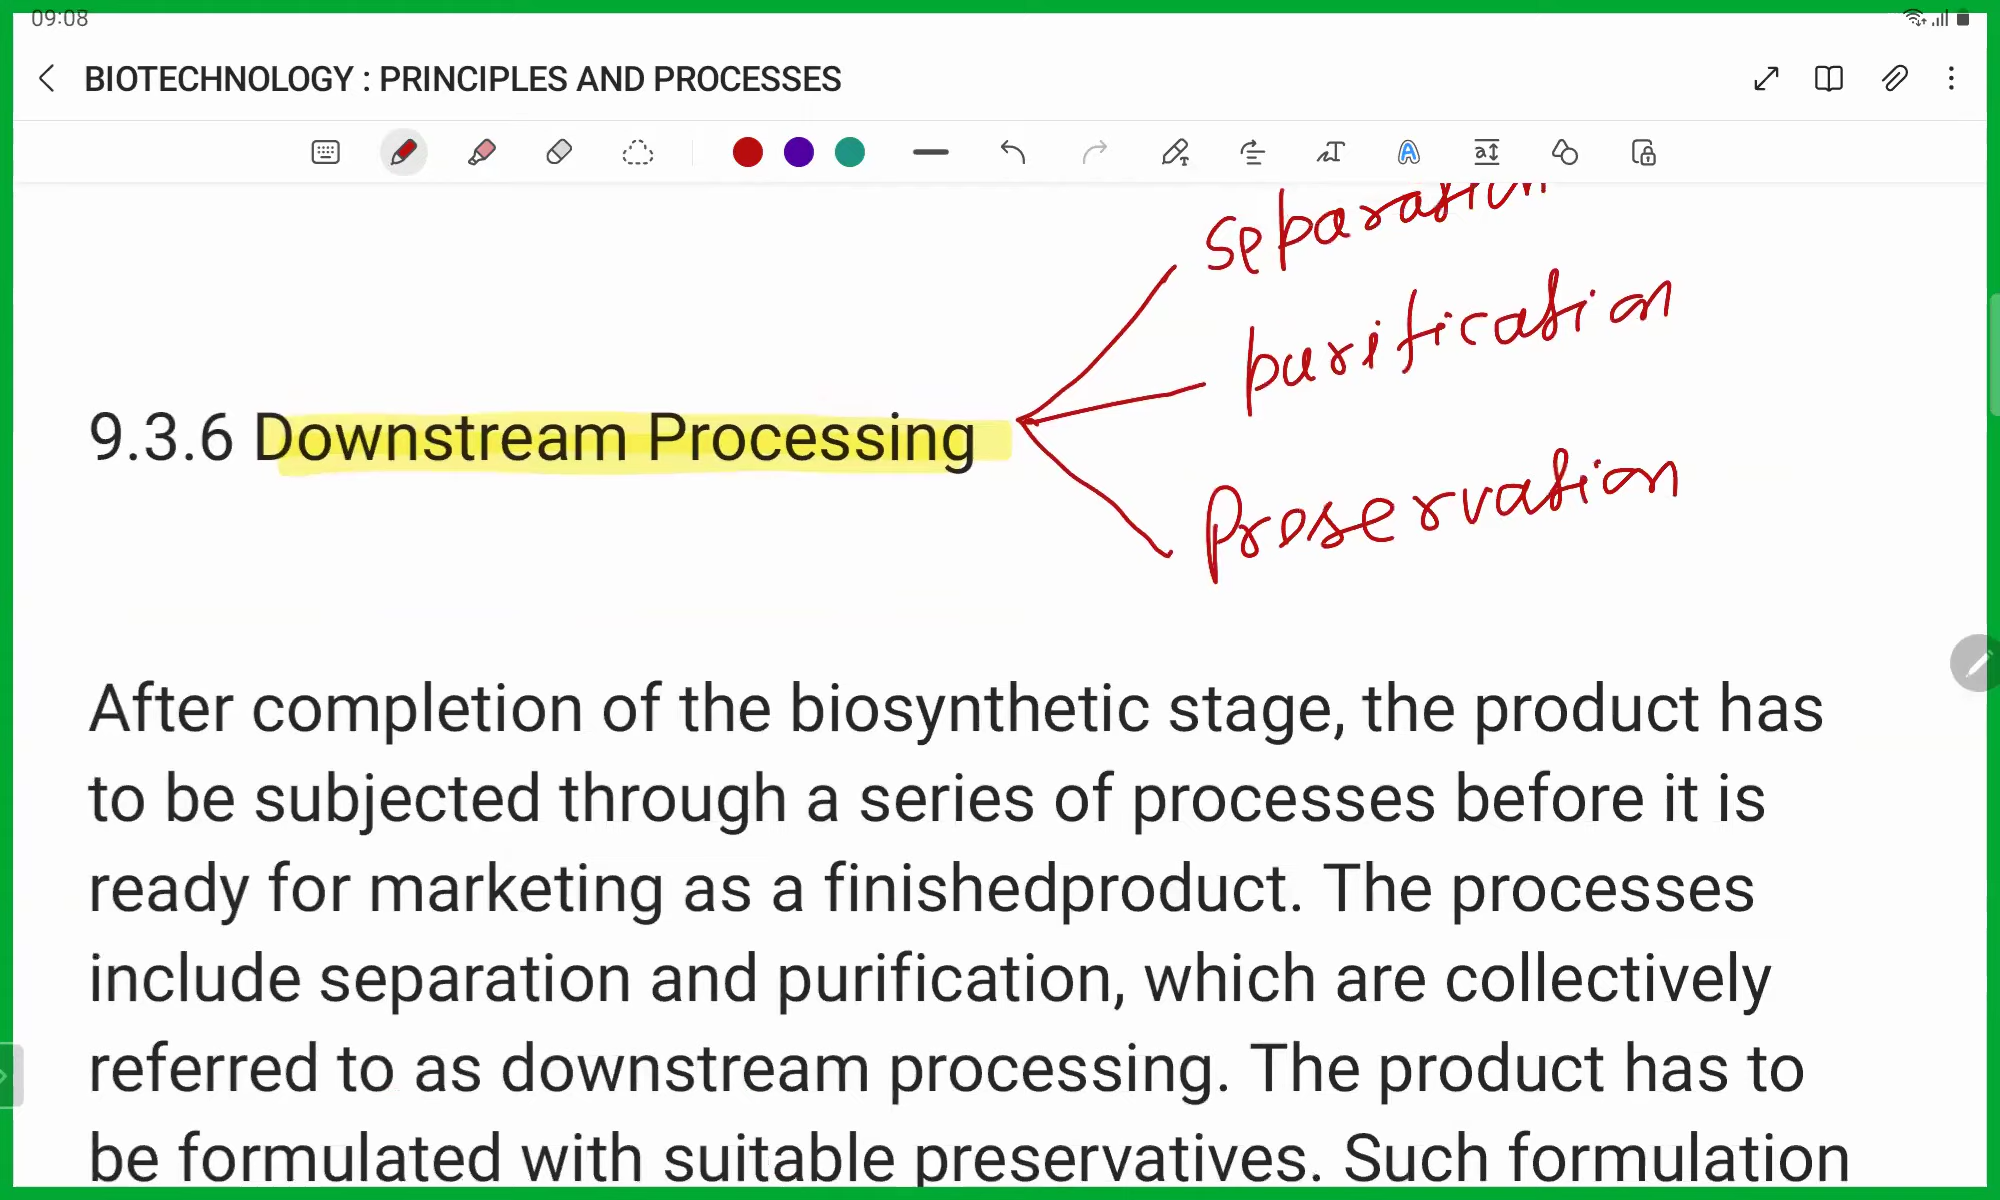 09:08
BIOTECHNOLOGY : PRINCIPLES AND PROCESSES
separation
purification
9.3.6 Downstream Processing
Preservation
After completion of the biosynthetic stage, the product has
to be subjected through a series of processes before it is
ready for marketing as a finishedproduct. The processes
include separation and purification, which are collectively
referred to as downstream processing. The product has to
be formulated with suitable preservatives. Such formulation